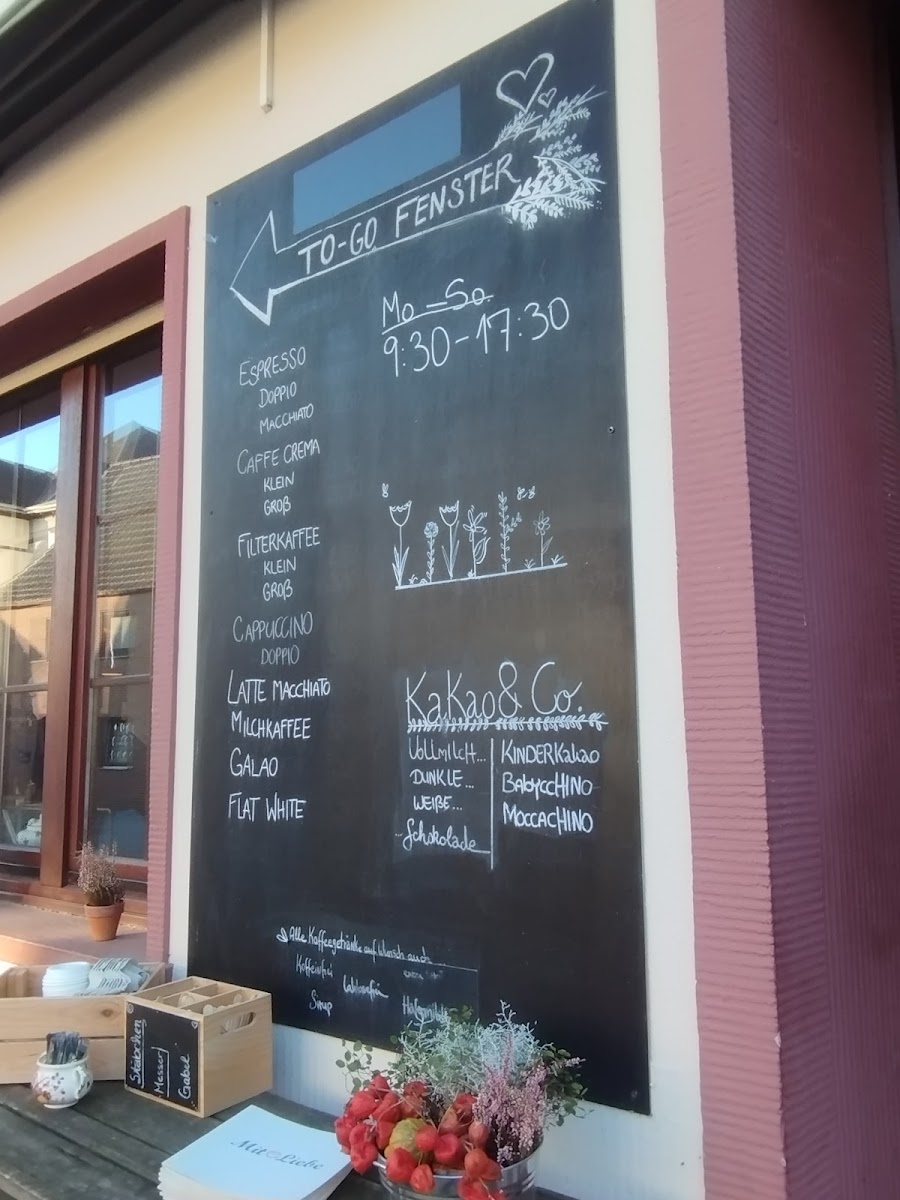 TO-GO FENSTER
Mo - So
9:30 - 17:30
ESPRESSO
DOPPIO
MACCHIATO
CAFFE CREMA
KLEIN
GROß
FILTERKAFFEE
KLEIN
GROß
CAPPUCCINO
DOPPIO
LATTE MACCHIATO
MILCHKAFFEE
GALAO
FLAT WHITE
KaKao & Co.
Vollmilch...
DUNKLE...
WEIßE...
...Schokolade
KINDERKakao
BABYCCHINO
MOCCACHINO
Alle Kaffeegetränke auf Wunsch auch...
Koffeinfrei
Laktosefrei
Sirup
Hafermilch
Stäbchen
Messer
Gabel
Mit Liebe